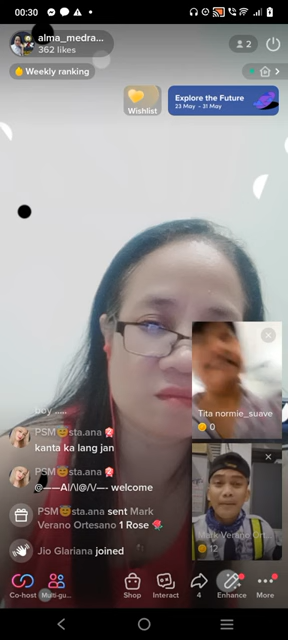 00:30
alma_medra...
362 likes
2
Weekly ranking
Wishlist
Explore the Future
23 May - 31 May
Tita normie_suave
0
boy .....
PSM😇sta.ana
kanta ka lang jan
PSM😇sta.ana
@——A|/\|@/\/—- welcome
PSM😇sta.ana sent Mark
Verano Ortesano 1 Rose 🌹
Jio Glariana joined
Mark Verano Ort...
12
Co-host
Multi-gu...
Shop
Interact
4
Enhance
More